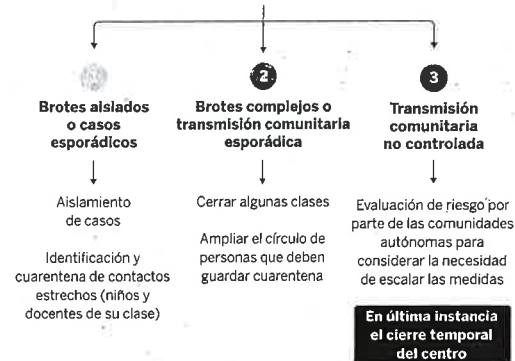 2
3
Brotes aislados
o casos
esporádicos
Brotes complejos o
transmisión comunitaria
esporádica
Transmisión
comunitaria
no controlada
Aislamiento
de casos
Identificación y
cuarentena de contactos
estrechos (niños y
docentes de su clase)
Cerrar algunas clases
Ampliar el círculo de
personas que deben
guardar cuarentena
Evaluación de riesgo por
parte de las comunidades
autónomas para
considerar la necesidad
de escalar las medidas
En última instancia
el cierre temporal
del centro